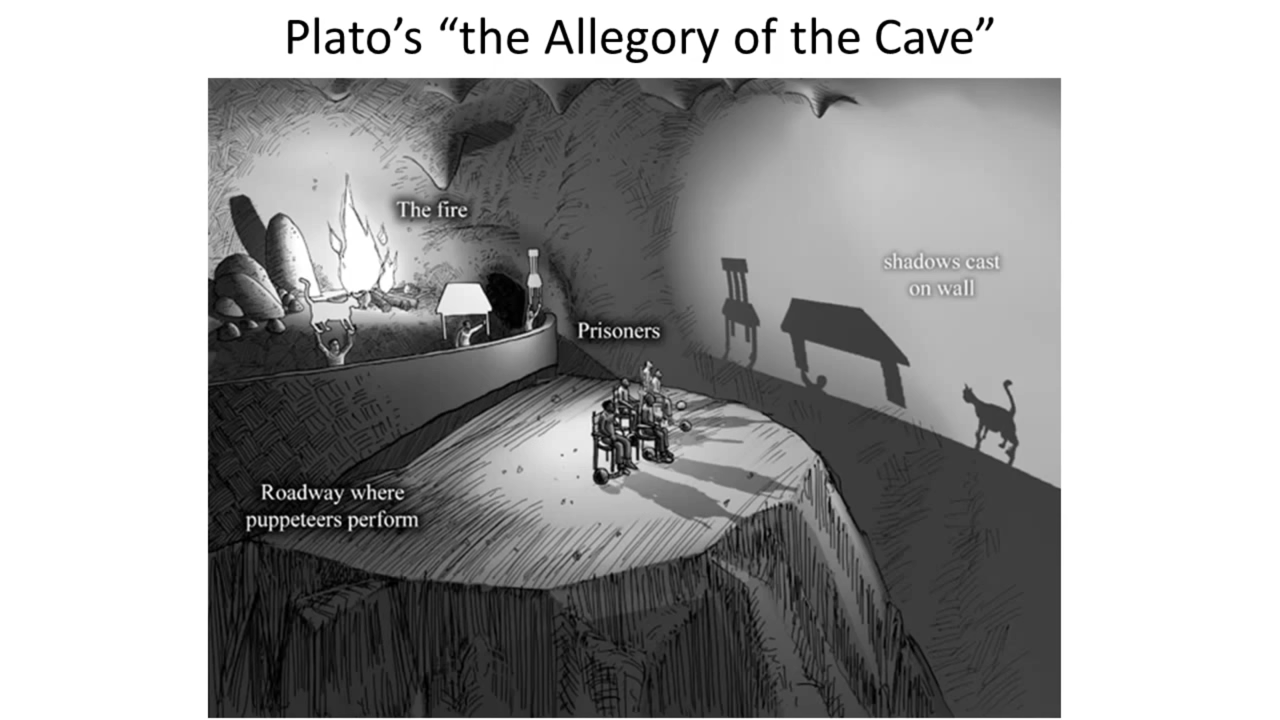 Plato’s “the Allegory of the Cave”
The fire
shadows cast
on wall
Prisoners
Roadway where
puppeteers perform